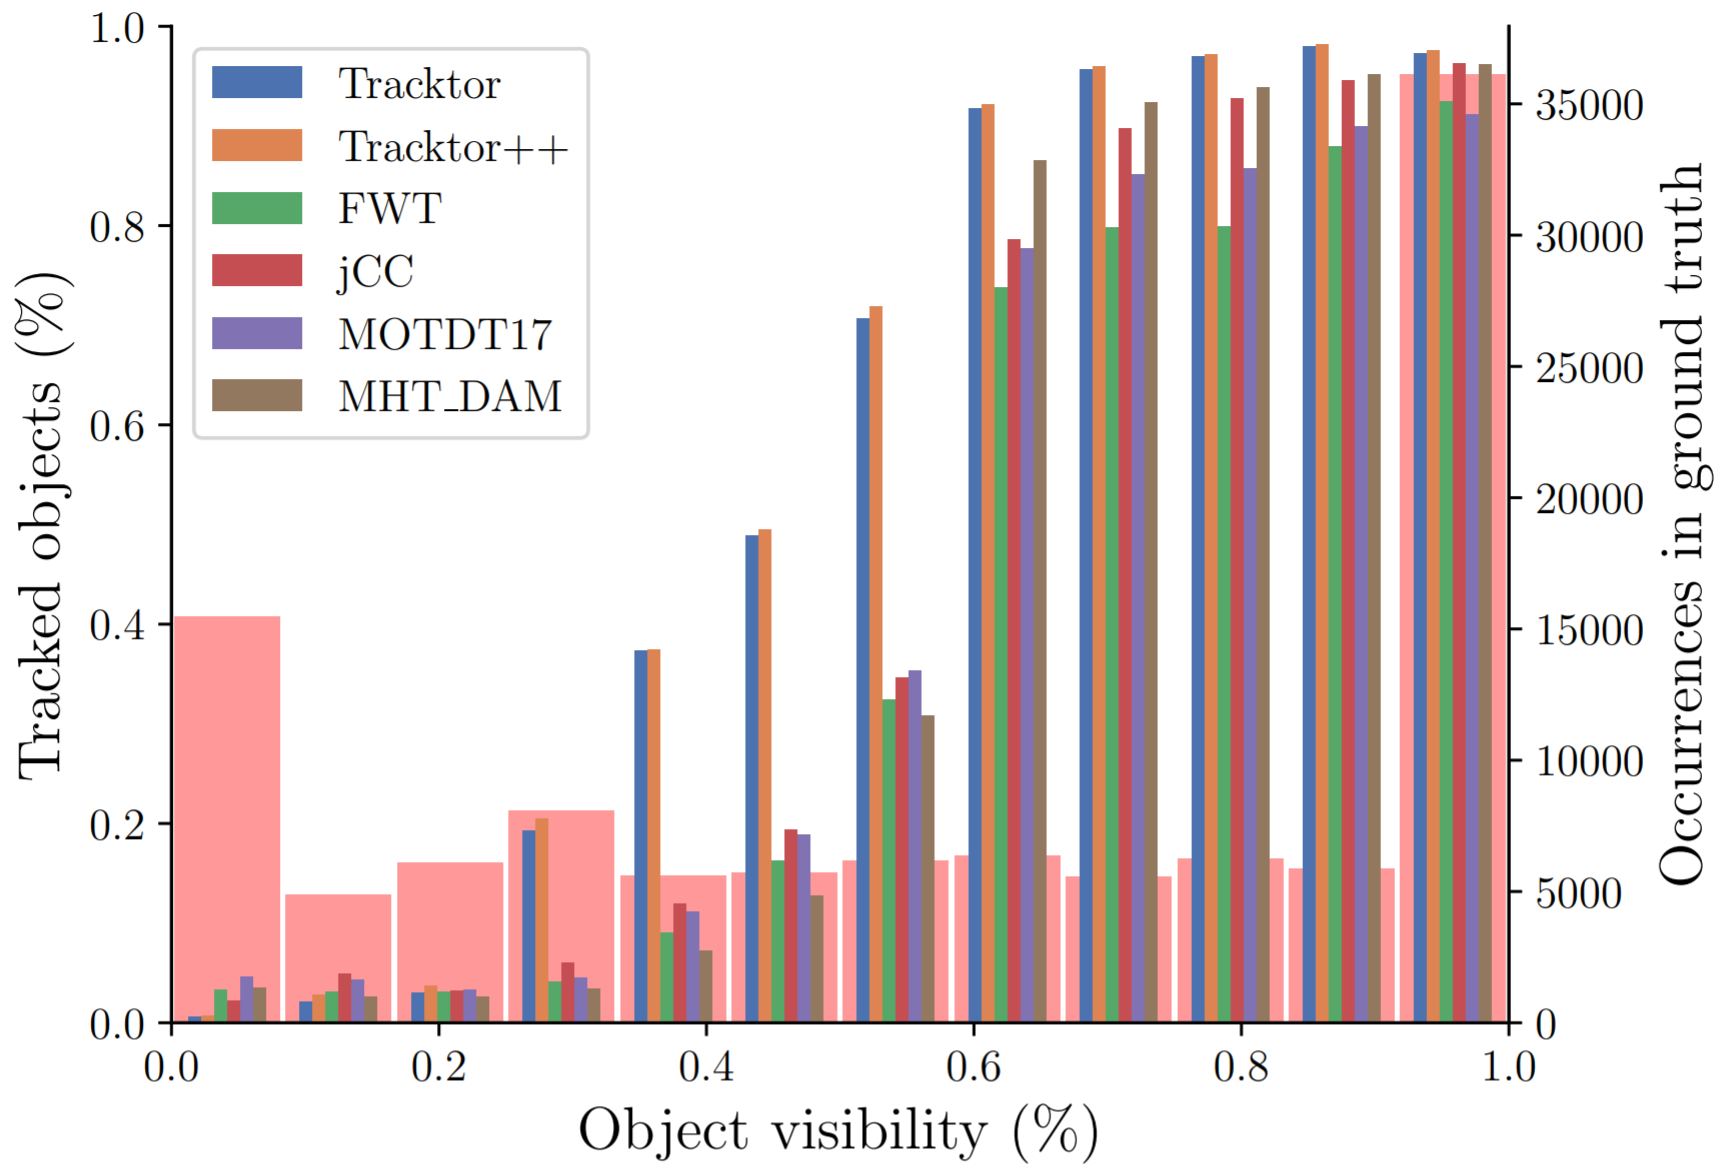 Tracktor
Tracktor++
FWT
jCC
MOTDT17
MHT_DAM
Tracked objects (%)
1.0
0.8
0.6
0.4
0.2
0.0
0.0 0.2 0.4 0.6 0.8 1.0
Object visibility (%)
35000
30000
25000
20000
15000
10000
5000
0
Occurrences in ground truth